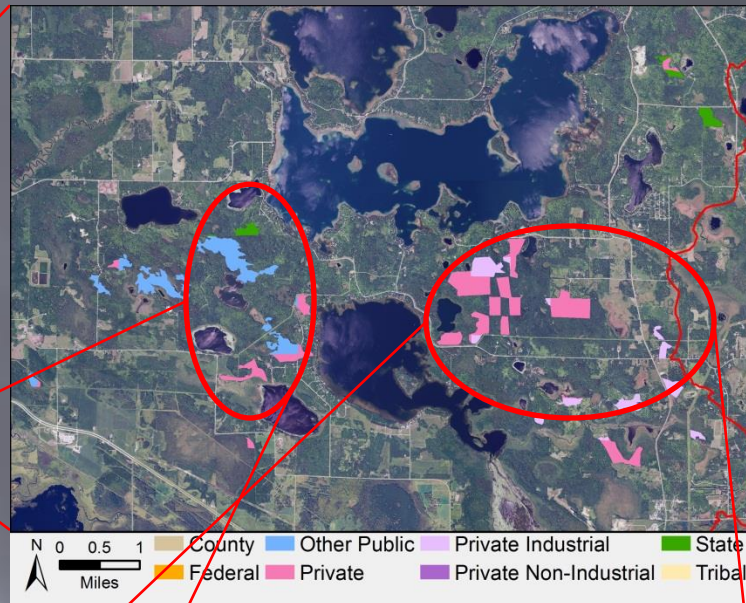 N 0 0.5 1 County Other Public Private Industrial State
Miles Federal Private Private Non-Industrial Tribal